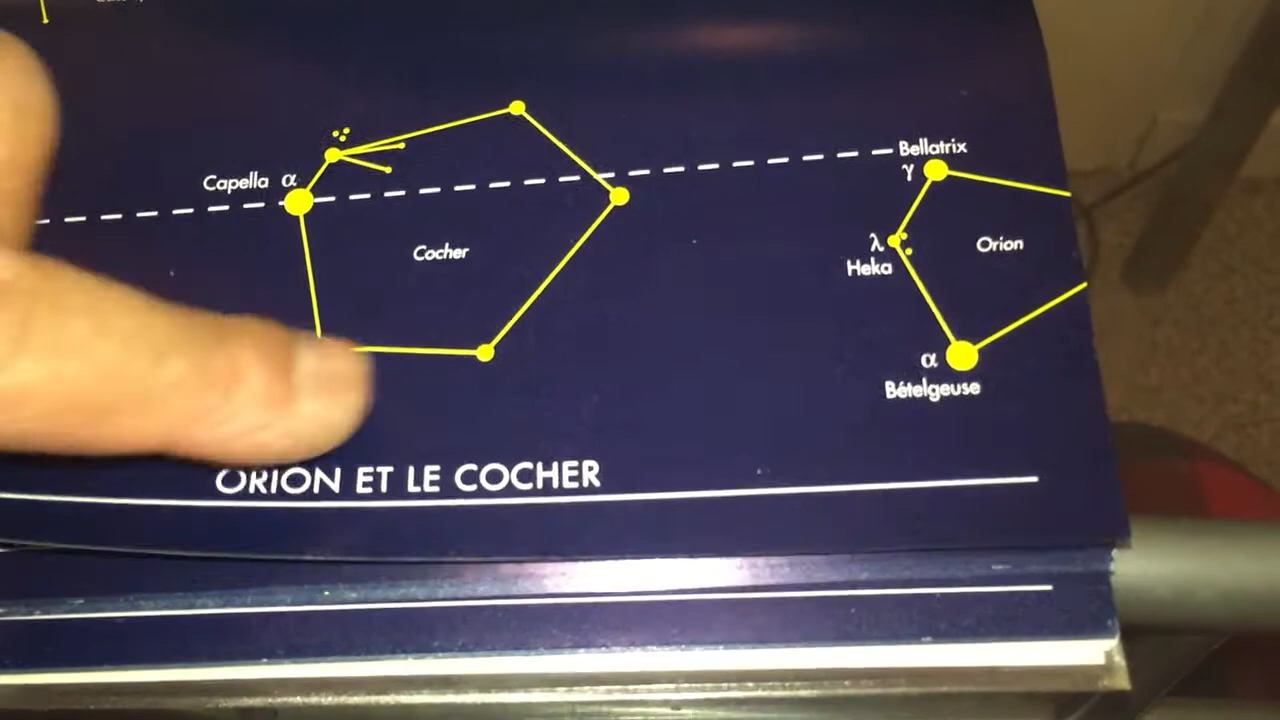 Capella α
Cocher
Bellatrix
γ
λ
Heka
Orion
α
Bételgeuse
ORION ET LE COCHER